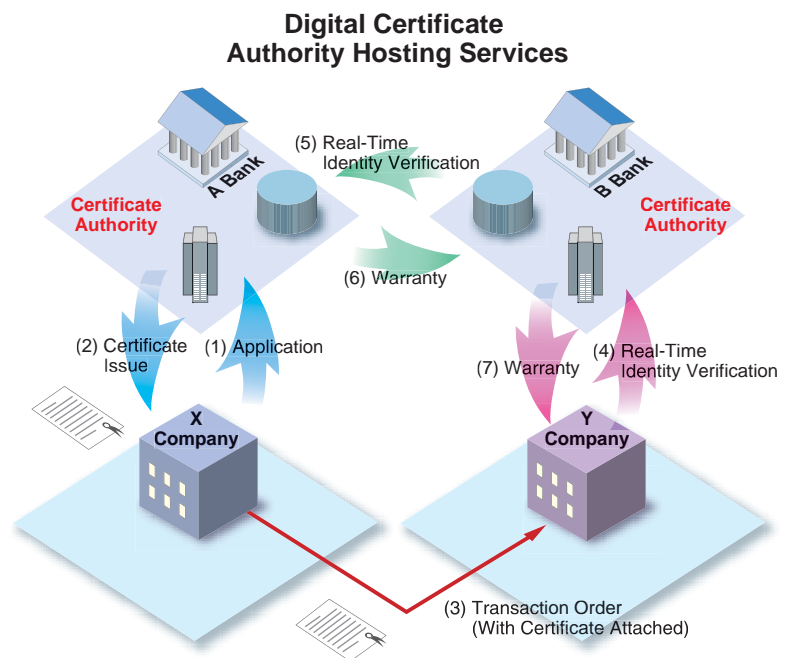 Digital Certificate
Authority Hosting Services
(5) Real-Time
Identity Verification
A Bank
B Bank
Certificate
Authority
Certificate
Authority
(6) Warranty
(2) Certificate
Issue
(1) Application
(7) Warranty
(4) Real-Time
Identity Verification
X
Company
Y
Company
(3) Transaction Order
(With Certificate Attached)